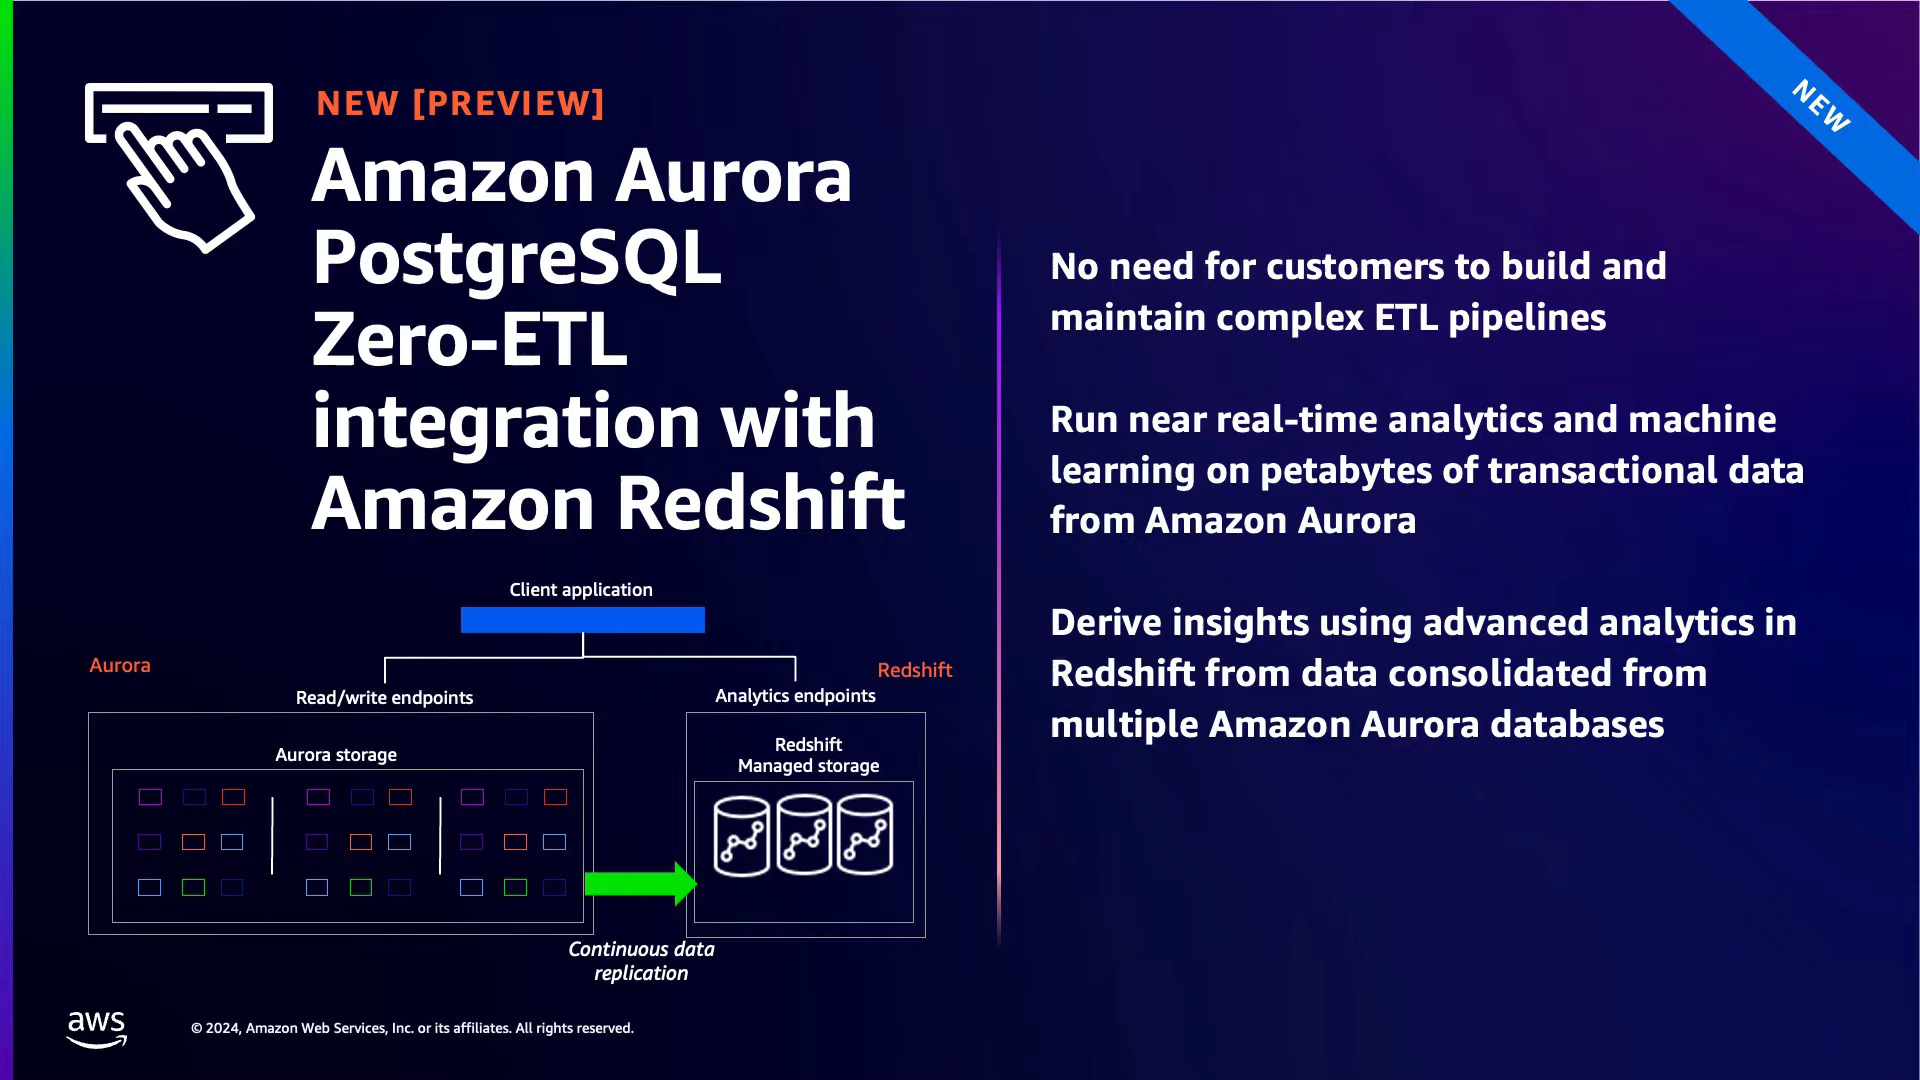 NEW [PREVIEW]
Amazon Aurora
PostgreSQL
Zero-ETL
integration with
Amazon Redshift
NEW
No need for customers to build and
maintain complex ETL pipelines
Run near real-time analytics and machine
learning on petabytes of transactional data
from Amazon Aurora
Derive insights using advanced analytics in
Redshift from data consolidated from
multiple Amazon Aurora databases
Client application
Aurora
Redshift
Read/write endpoints
Analytics endpoints
Aurora storage
Redshift
Managed storage
Continuous data
replication
aws
© 2024, Amazon Web Services, Inc. or its affiliates. All rights reserved.